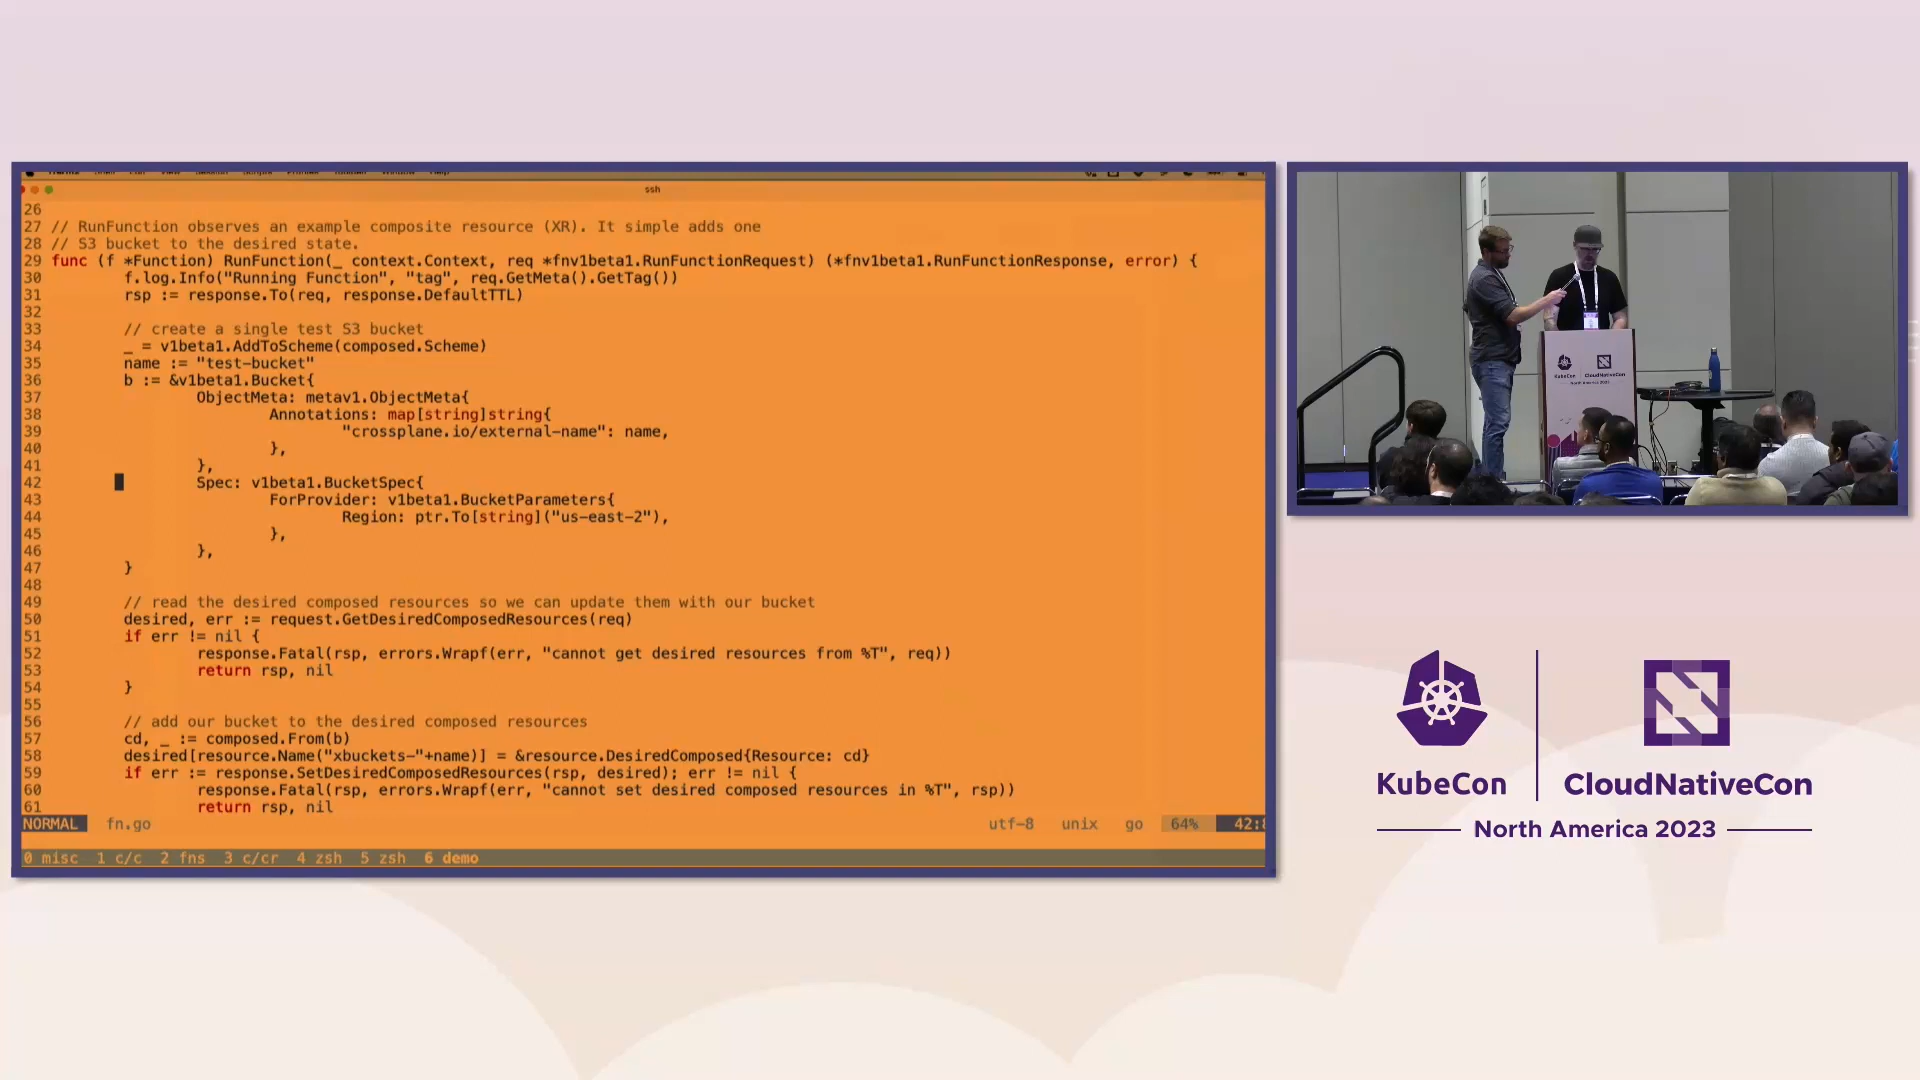 ssh
26
27 // RunFunction observes an example composite resource (XR). It simple adds one
28 // S3 bucket to the desired state.
29 func (f *Function) RunFunction(_ context.Context, req *fnv1beta1.RunFunctionRequest) (*fnv1beta1.RunFunctionResponse, error) {
30 f.log.Info("Running Function", "tag", req.GetMeta().GetTag())
31 rsp := response.To(req, response.DefaultTTL)
32
33 // create a single test S3 bucket
34 _ = v1beta1.AddToScheme(composed.Scheme)
35 name := "test-bucket"
36 b := &v1beta1.Bucket{
37 ObjectMeta: metav1.ObjectMeta{
38 Annotations: map[string]string{
39 "crossplane.io/external-name": name,
40 },
41 },
42 Spec: v1beta1.BucketSpec{
43 ForProvider: v1beta1.BucketParameters{
44 Region: ptr.To[string]("us-east-2"),
45 },
46 },
47 }
48
49 // read the desired composed resources so we can update them with our bucket
50 desired, err := request.GetDesiredComposedResources(req)
51 if err != nil {
52 response.Fatal(rsp, errors.Wrapf(err, "cannot get desired resources from %T", req))
53 return rsp, nil
54 }
55
56 // add our bucket to the desired composed resources
57 cd, _ := composed.From(b)
58 desired[resource.Name("xbuckets-"+name)] = &resource.DesiredComposed{Resource: cd}
59 if err := response.SetDesiredComposedResources(rsp, desired); err != nil {
60 response.Fatal(rsp, errors.Wrapf(err, "cannot set desired composed resources in %T", rsp))
61 return rsp, nil
NORMAL fn.go utf-8 unix go 64% 42:8
0 misc 1 c/c 2 fns 3 c/cr 4 zsh 5 zsh 6 demo
KubeCon CloudNativeCon
North America 2023
KubeCon CloudNativeCon
North America 2023